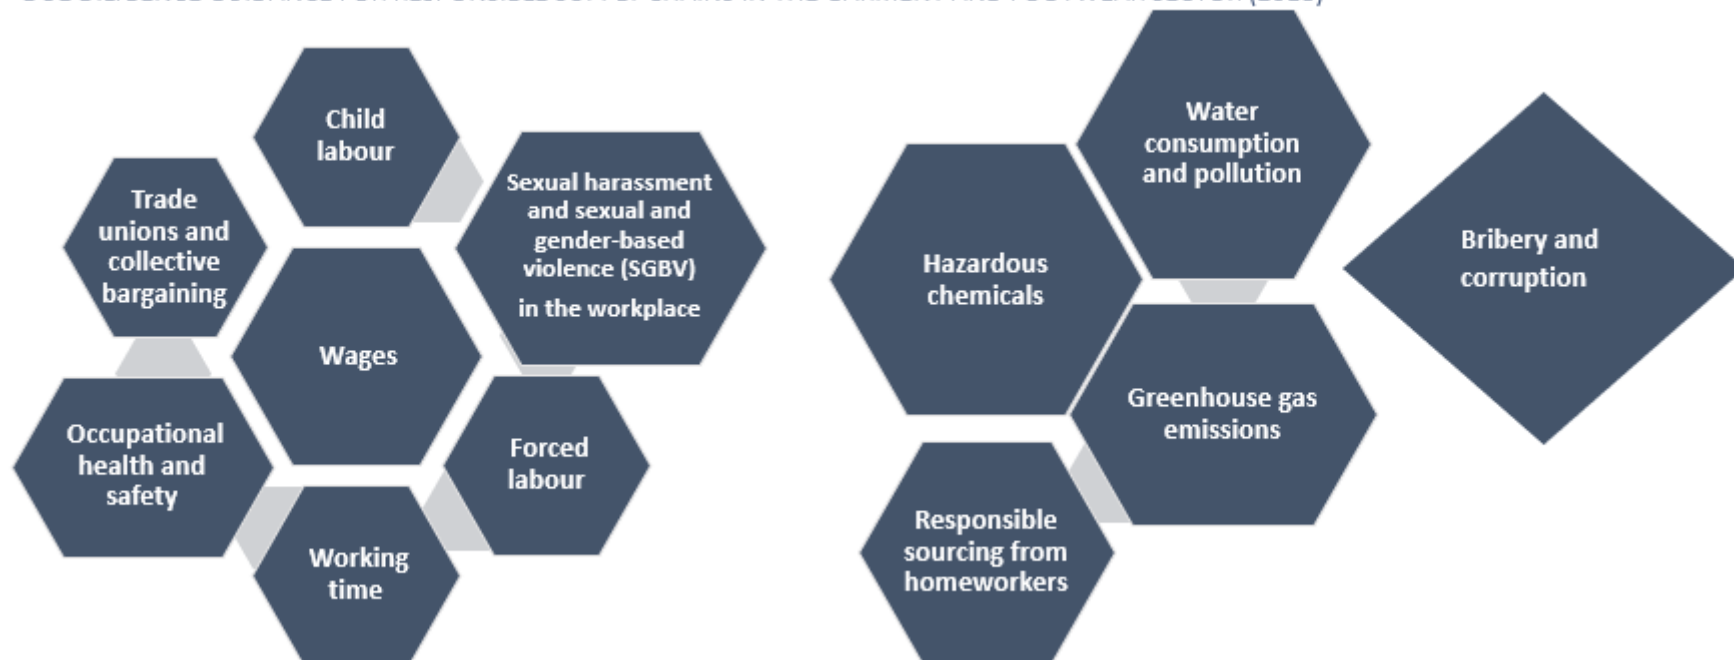 Child
labour
Trade
unions and
collective
bargaining
Sexual harassment
and sexual and
gender-based
violence (SGBV)
in the workplace
Wages
Occupational
health and
safety
Forced
labour
Working
time
Water
consumption
and pollution
Hazardous
chemicals
Greenhouse gas
emissions
Responsible
sourcing from
homeworkers
Bribery and
corruption